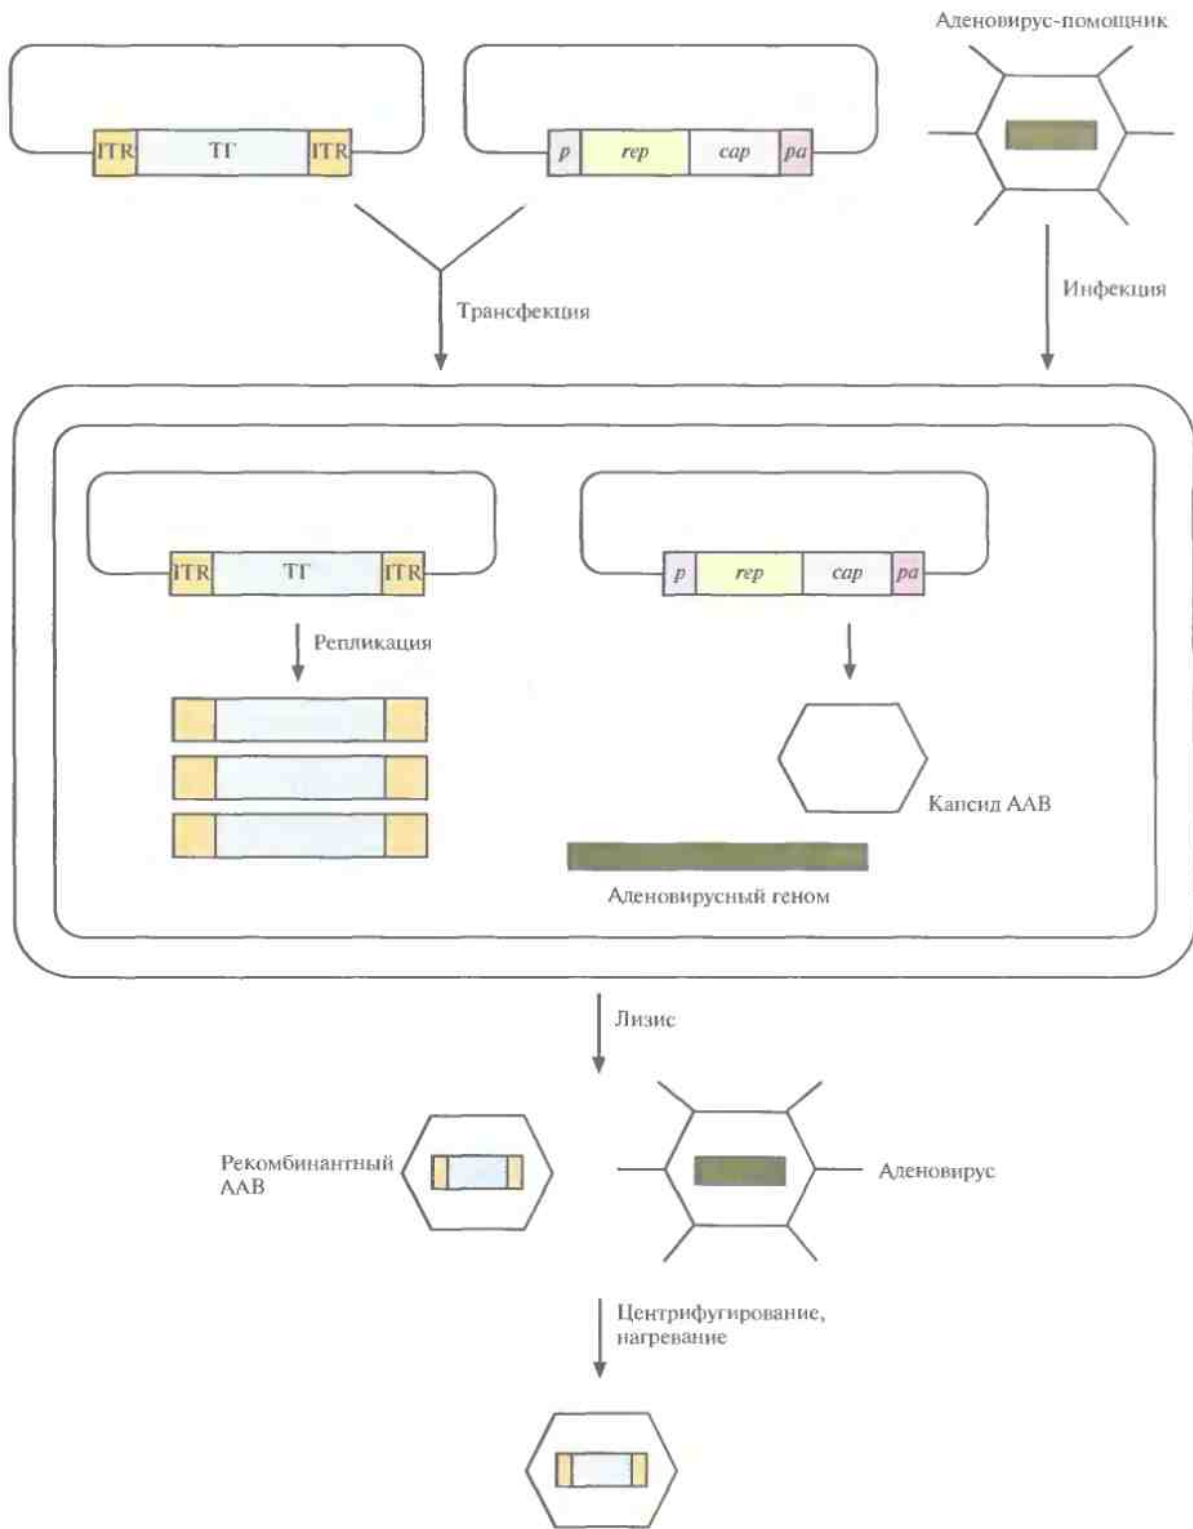 Аденовирус-помощник
ITR ТГ ITR
p rep cap pa
Трансфекция
Инфекция
ITR ТГ ITR
p rep cap pa
Репликация
Капсид ААВ
Аденовирусный геном
Лизис
Рекомбинантный
ААВ
Аденовирус
Центрифугирование,
нагревание